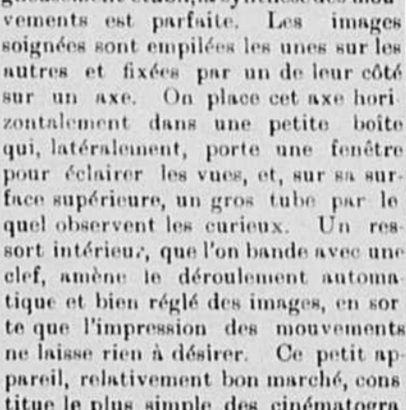 vements est parfaite. Les images
soignées sont empilées les unes sur les
autres et fixées par un de leur côté
sur un axe. On place cet axe hori
zontalement dans une petite boîte
qui, latéralement, porte une fenêtre
pour éclairer les vues, et, sur sa sur-
face supérieure, un gros tube par le
quel observent les curieux. Un res-
sort intérieur, que l'on bande avec une
clef, amène le déroulement automa
tique et bien réglé des images, en sor
te que l'impression des mouvements
ne laisse rien à désirer. Ce petit ap-
pareil, relativement bon marché, cons
titue le plus simple des cinématogra